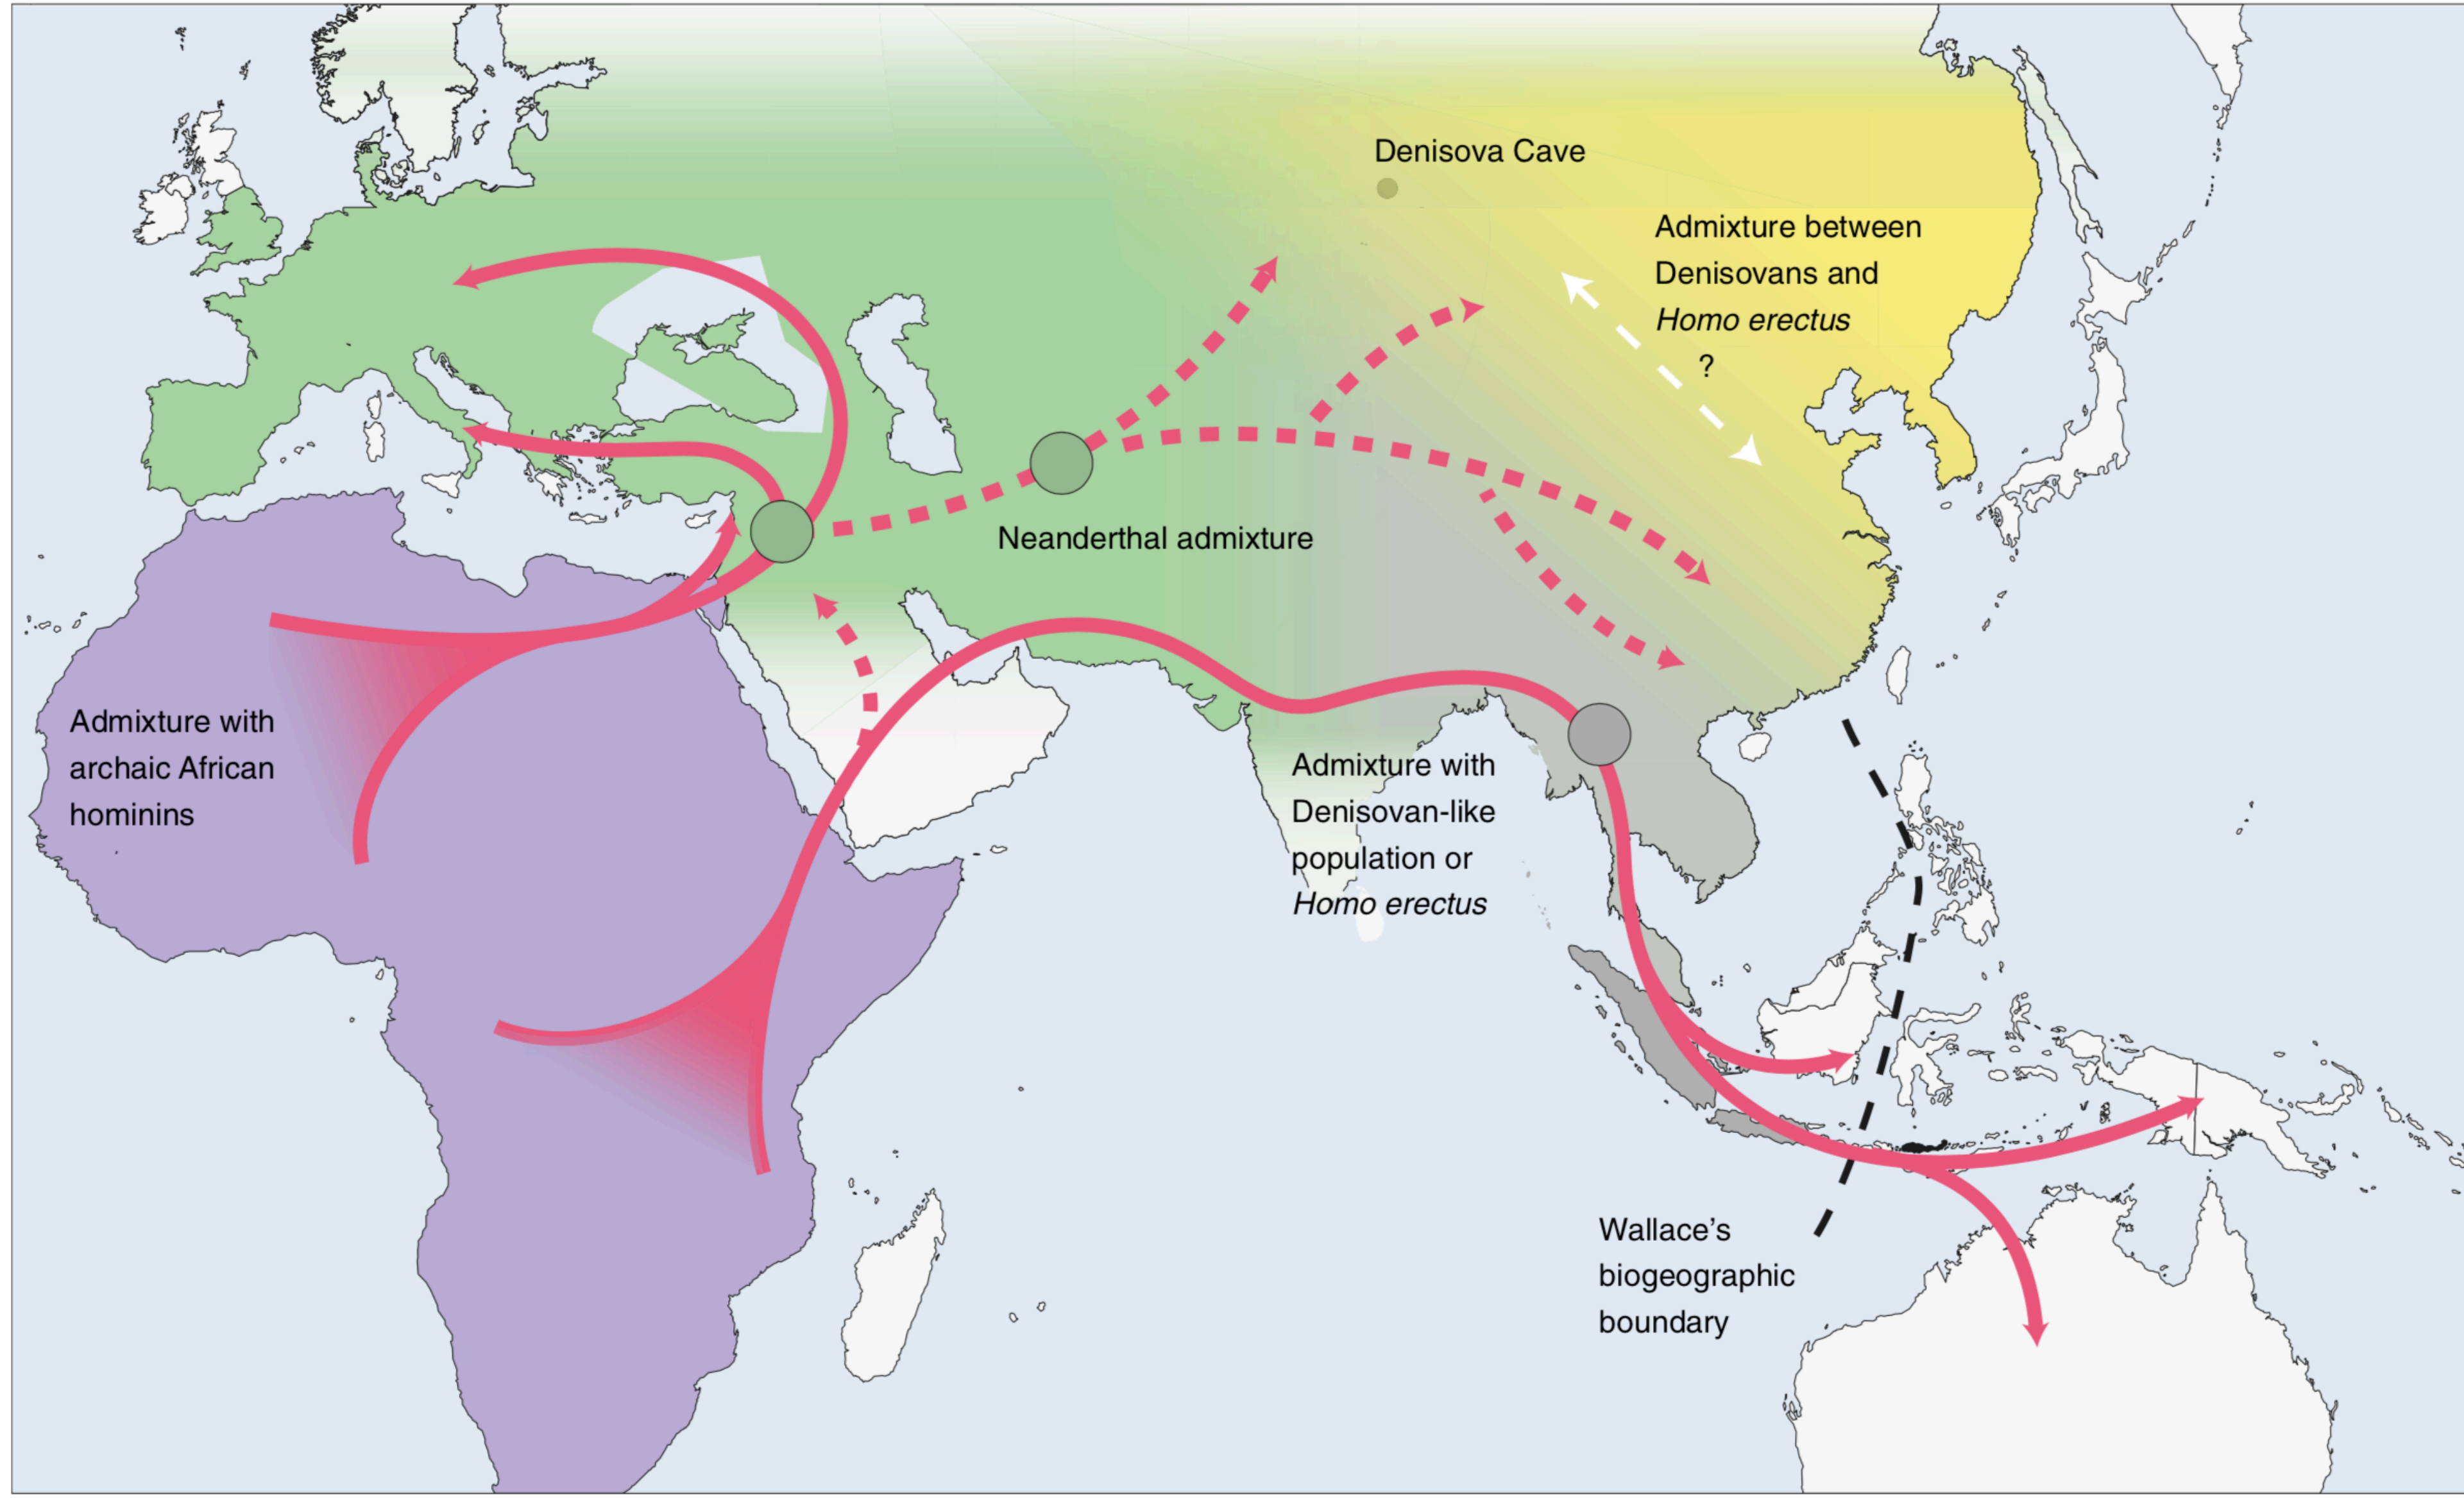 Denisova Cave
Admixture between
Denisovans and
Homo erectus
?
Neanderthal admixture
Admixture with
archaic African
hominins
Admixture with
Denisovan-like
population or
Homo erectus
Wallace’s
biogeographic
boundary